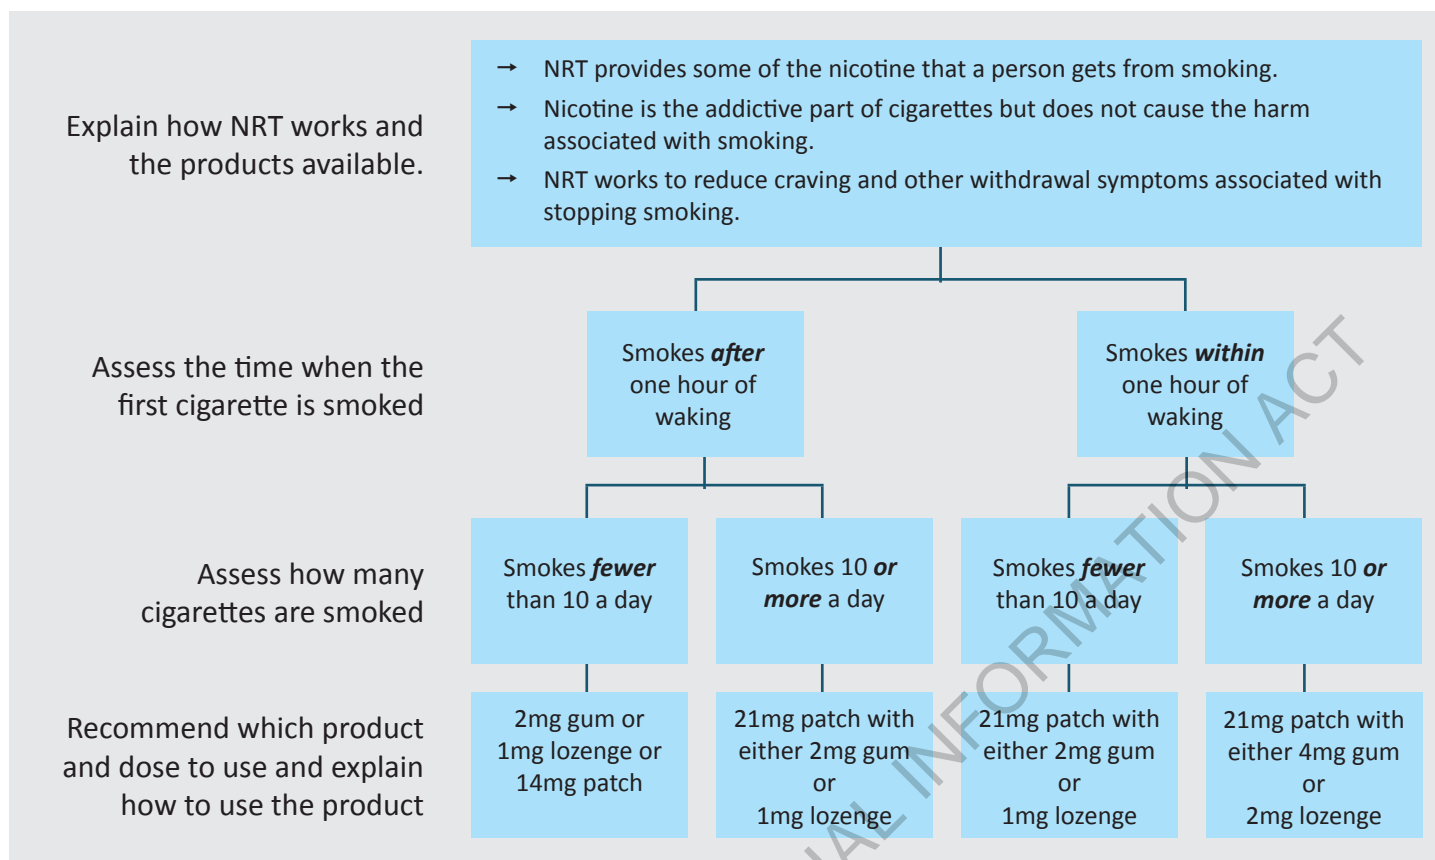 Explain how NRT works and
the products available.
→ NRT provides some of the nicotine that a person gets from smoking.
→ Nicotine is the addictive part of cigarettes but does not cause the harm
associated with smoking.
→ NRT works to reduce craving and other withdrawal symptoms associated with
stopping smoking.
Assess the time when the
first cigarette is smoked
Smokes after
one hour of
waking
Smokes within
one hour of
waking
Assess how many
cigarettes are smoked
Smokes fewer
than 10 a day
Smokes 10 or
more a day
Smokes fewer
than 10 a day
Smokes 10 or
more a day
Recommend which product
and dose to use and explain
how to use the product
2mg gum or
1mg lozenge or
14mg patch
21mg patch with
either 2mg gum
or
1mg lozenge
21mg patch with
either 2mg gum
or
1mg lozenge
21mg patch with
either 4mg gum
or
2mg lozenge
INFORMATION ACT